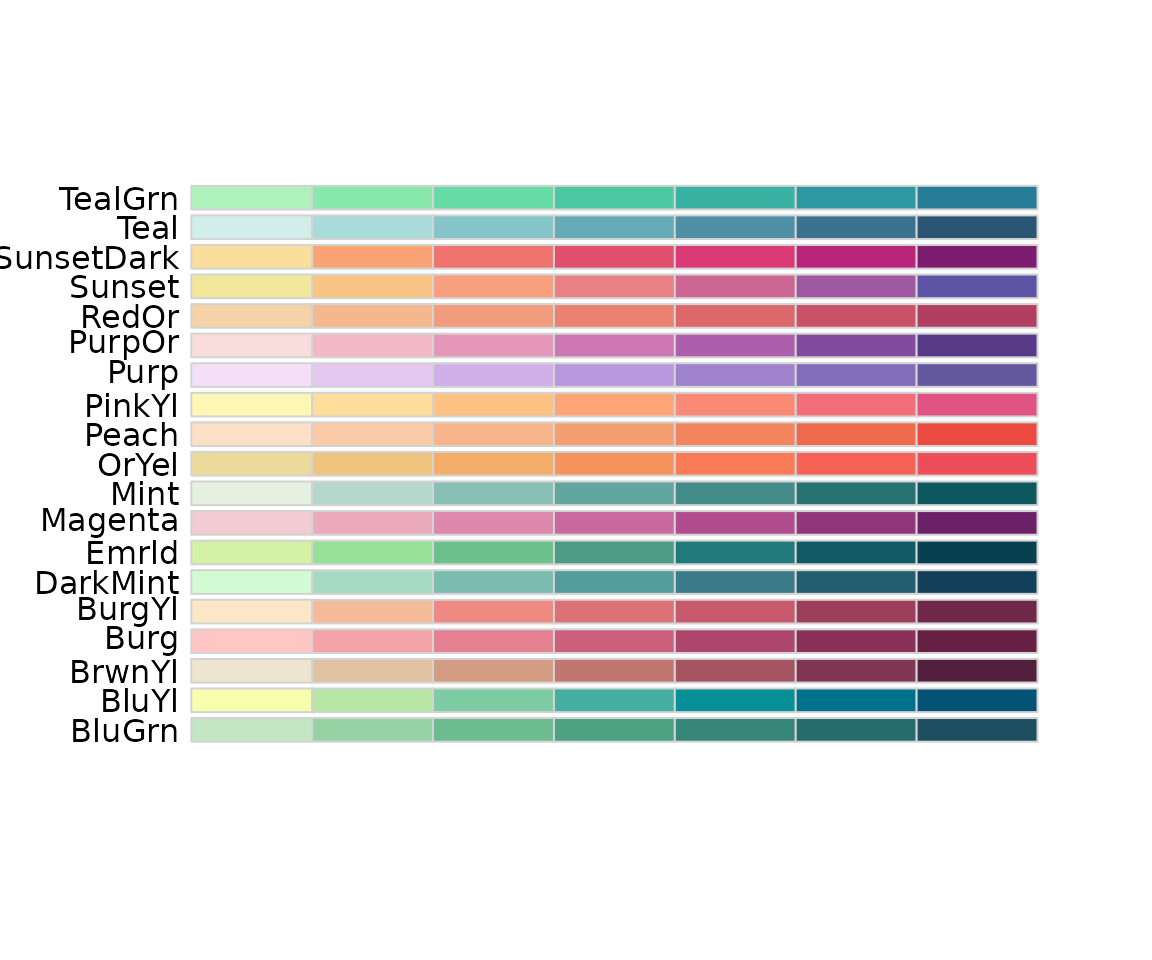 TealGrn
Teal
SunsetDark
Sunset
RedOr
PurpOr
Purp
PinkYl
Peach
OrYel
Mint
Magenta
Emrld
DarkMint
BurgYl
Burg
BrwnYl
BluYl
BluGrn